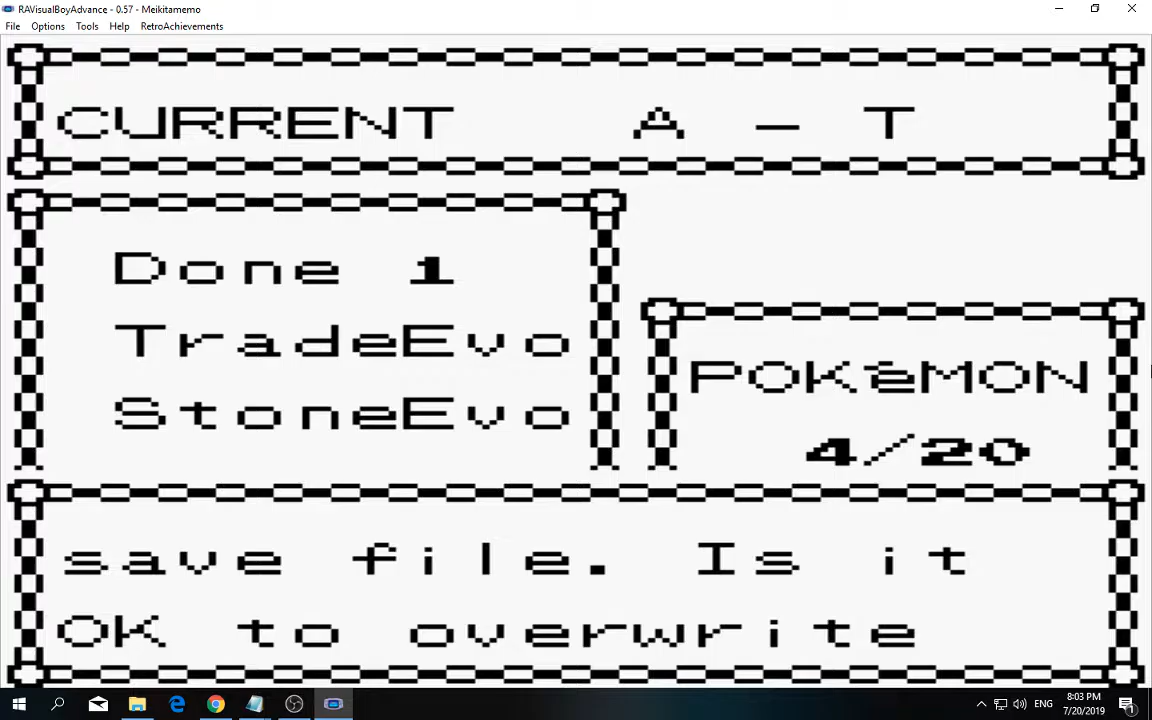 RAVisualBoyAdvance - 0.57 - Meikitamemo
File Options Tools Help RetroAchievements
CURRENT A - T
Done 1
TradeEvo
StoneEvo
POKéMON
4/20
save file. Is it
OK to overwrite
ENG
8:03 PM
7/20/2019
1